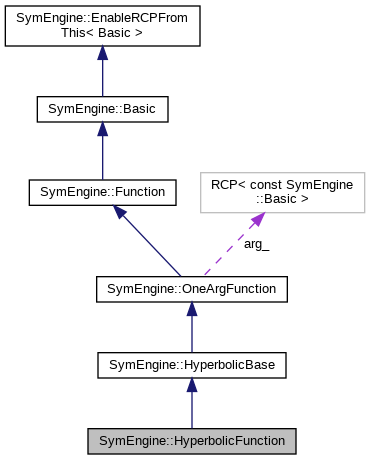 SymEngine::EnableRCPFrom
This< Basic >
SymEngine::Basic
SymEngine::Function
RCP< const SymEngine
::Basic >
arg_
SymEngine::OneArgFunction
SymEngine::HyperbolicBase
SymEngine::HyperbolicFunction